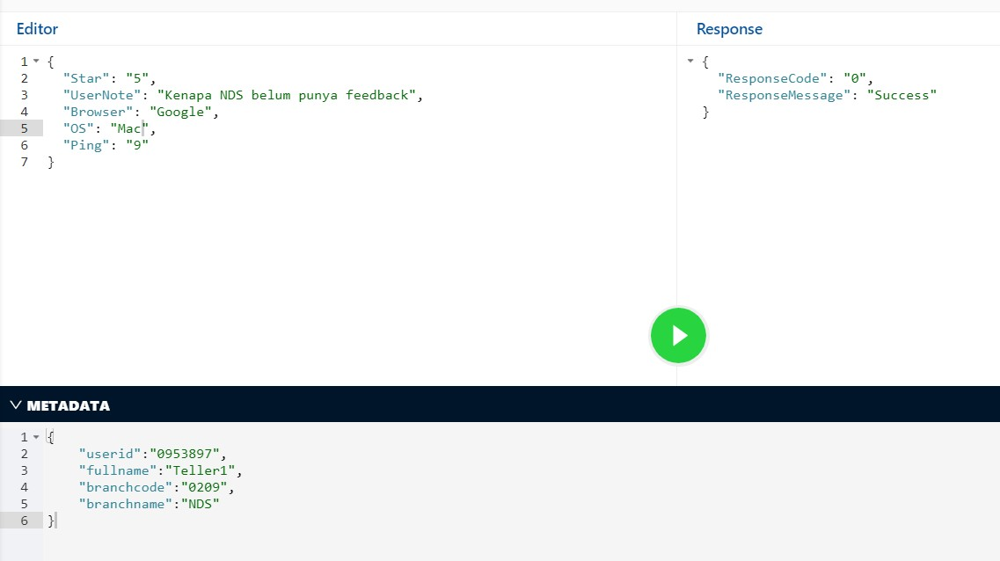 Editor
1 {
2 "Star": "5",
3 "UserNote": "Kenapa NDS belum punya feedback",
4 "Browser": "Google",
5 "OS": "Mac",
6 "Ping": "9"
7 }
Response
{
"ResponseCode": "0",
"ResponseMessage": "Success"
}
METADATA
1 {
2 "userid":"0953897",
3 "fullname":"Teller1",
4 "branchcode":"0209",
5 "branchname":"NDS"
6 }